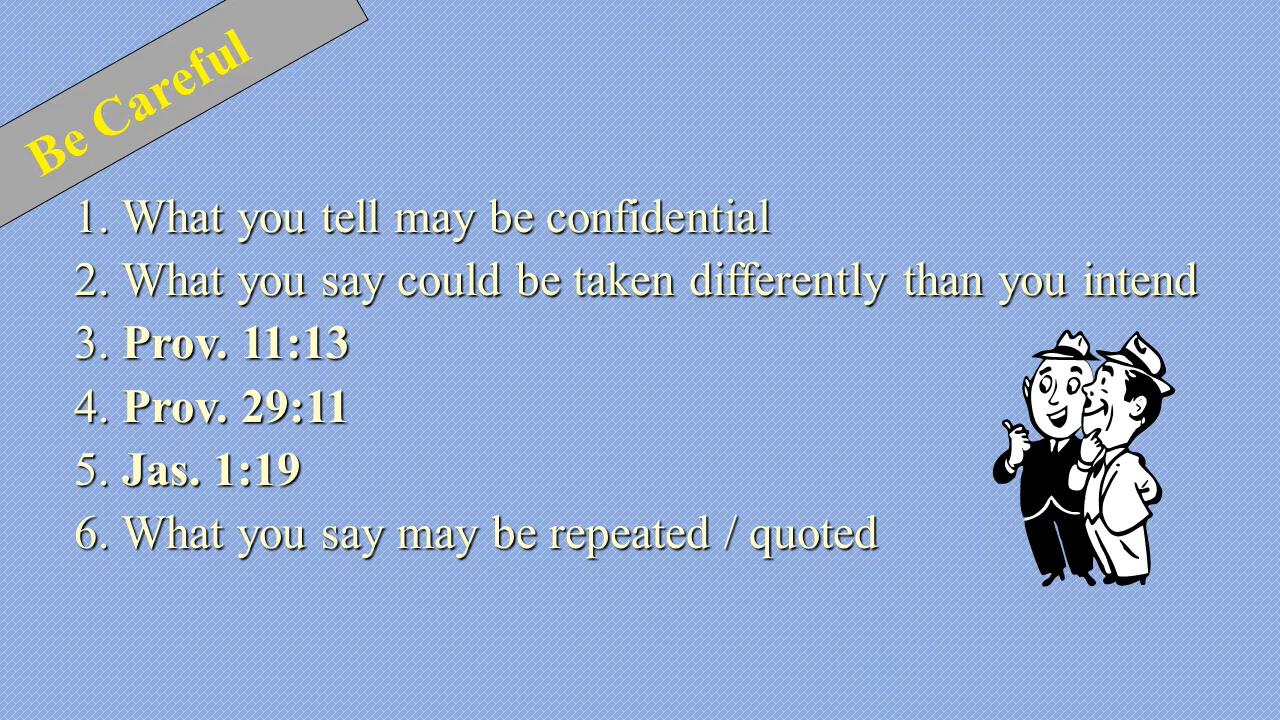 Be Careful
1. What you tell may be confidential
2. What you say could be taken differently than you intend
3. Prov. 11:13
4. Prov. 29:11
5. Jas. 1:19
6. What you say may be repeated / quoted